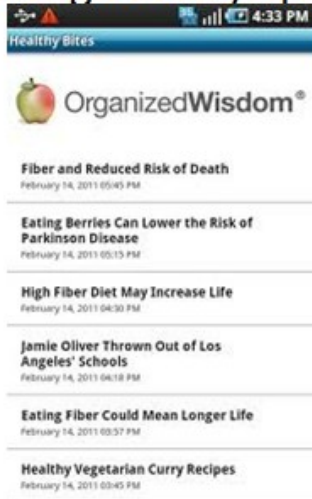 4:33 PM
Healthy Bites
OrganizedWisdom®
Fiber and Reduced Risk of Death
February 14, 2011 05:45 PM
Eating Berries Can Lower the Risk of
Parkinson Disease
February 14, 2011 05:15 PM
High Fiber Diet May Increase Life
February 14, 2011 04:30 PM
Jamie Oliver Thrown Out of Los
Angeles' Schools
February 14, 2011 04:18 PM
Eating Fiber Could Mean Longer Life
February 14, 2011 03:57 PM
Healthy Vegetarian Curry Recipes
February 14, 2011 03:45 PM